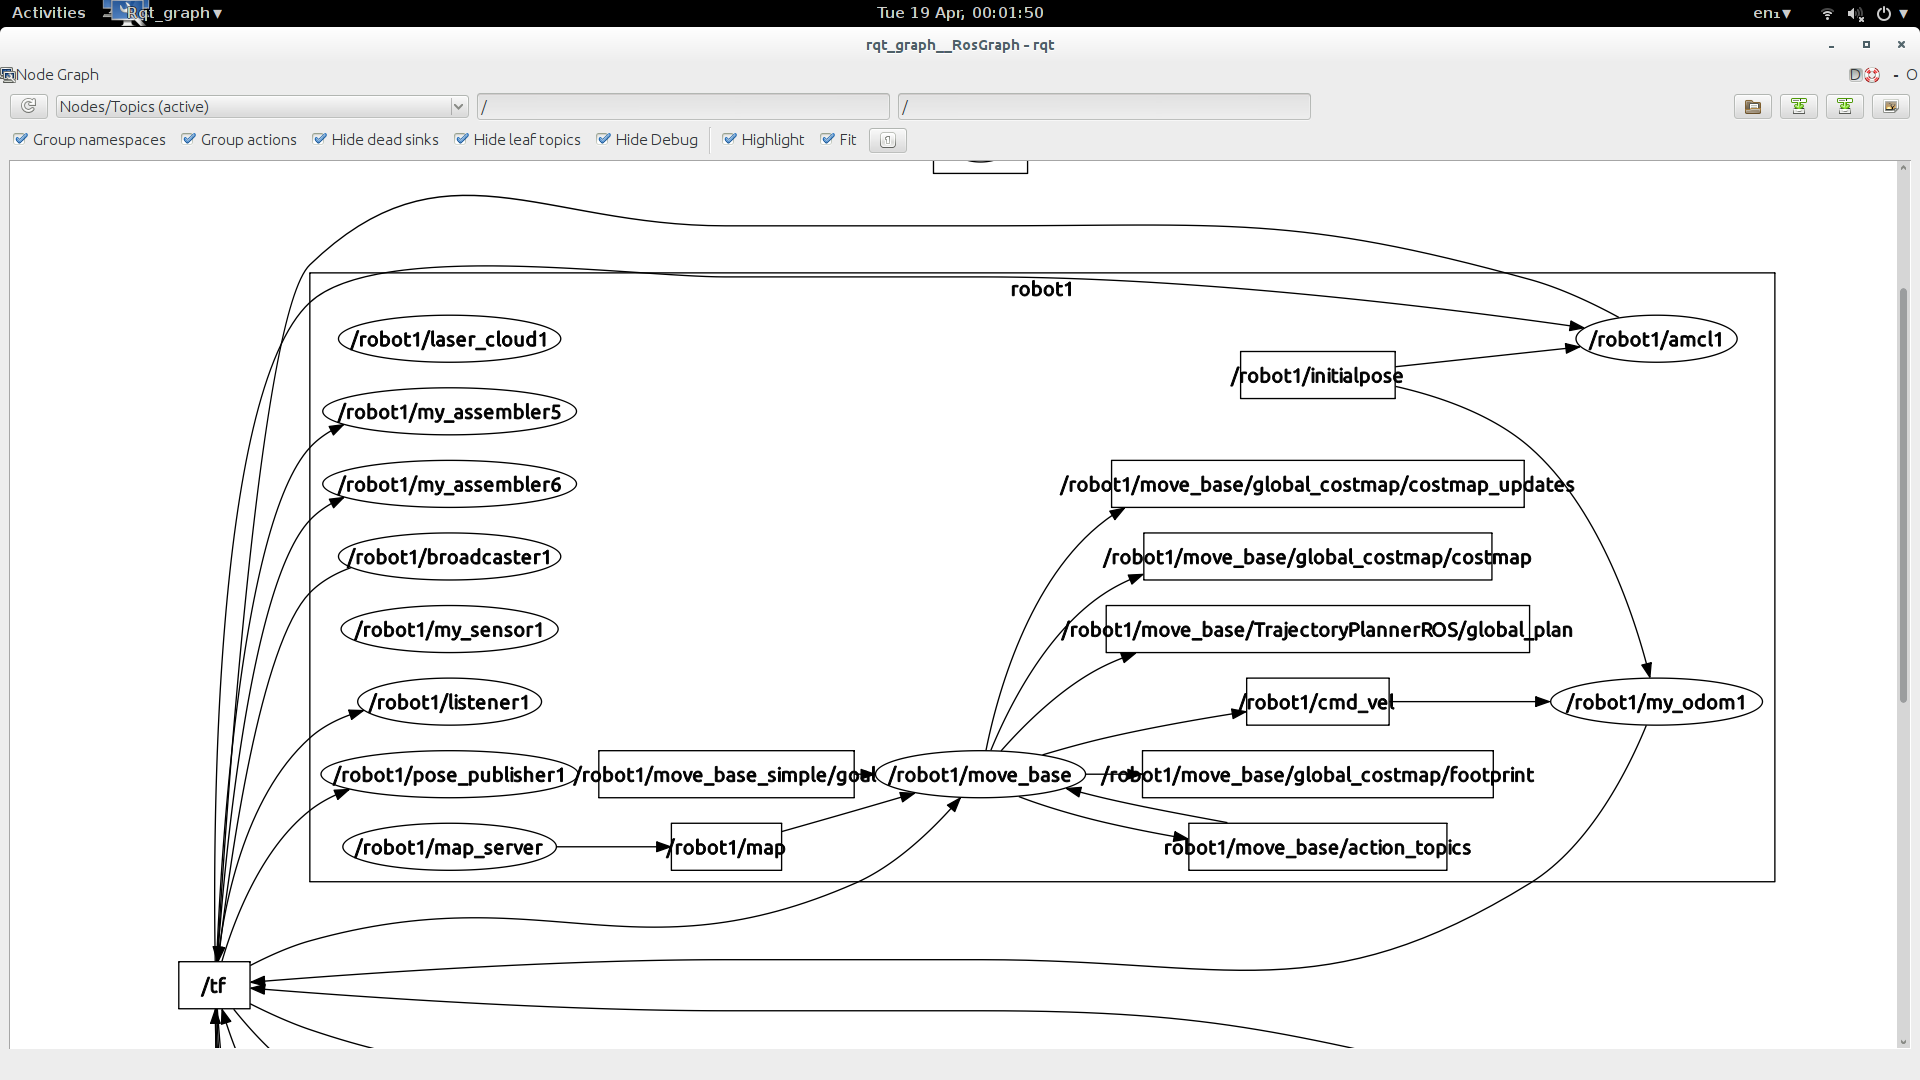 Activities Rqt_graph Tue 19 Apr, 00:01:50 en₁
rqt_graph__RosGraph - rqt
Node Graph D - O
Nodes/Topics (active) / /
Group namespaces Group actions Hide dead sinks Hide leaf topics Hide Debug Highlight Fit
robot1
/robot1/laser_cloud1 /robot1/amcl1
/robot1/initialpose
/robot1/my_assembler5
/robot1/my_assembler6 /robot1/move_base/global_costmap/costmap_updates
/robot1/broadcaster1 /robot1/move_base/global_costmap/costmap
/robot1/my_sensor1 /robot1/move_base/TrajectoryPlannerROS/global_plan
/robot1/listener1 /robot1/cmd_vel /robot1/my_odom1
/robot1/pose_publisher1 /robot1/move_base_simple/goal /robot1/move_base /robot1/move_base/global_costmap/footprint
/robot1/map_server /robot1/map robot1/move_base/action_topics
/tf